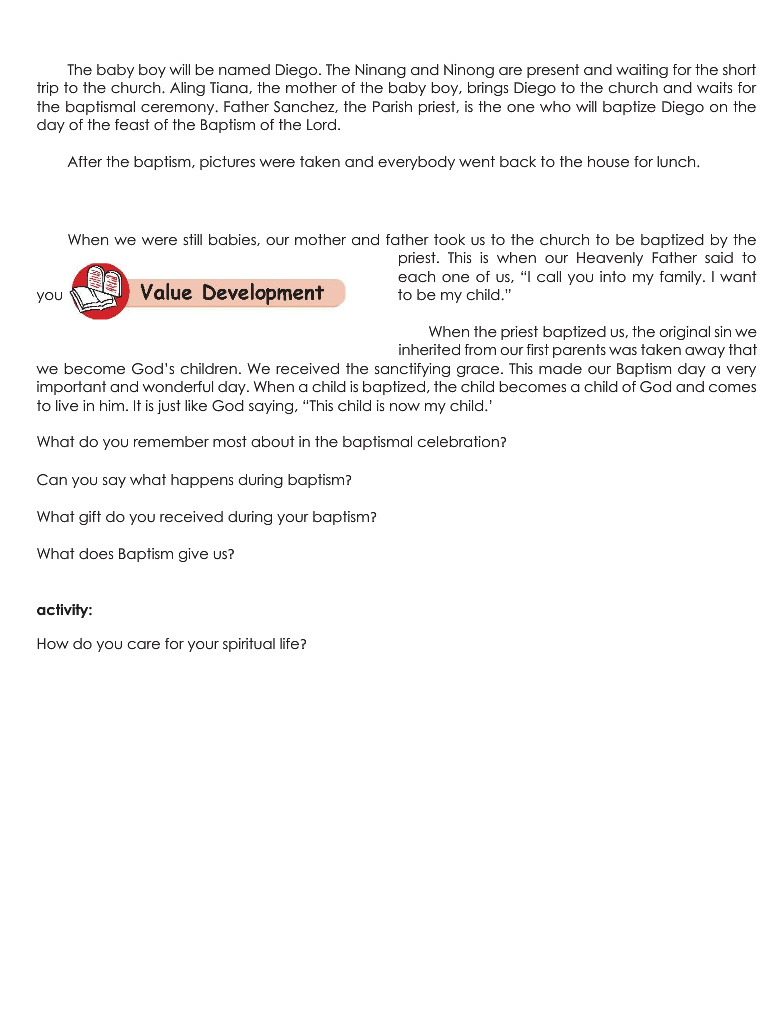 The baby boy will be named Diego. The Ninang and Ninong are present and waiting for the short
trip to the church. Aling Tiana, the mother of the baby boy, brings Diego to the church and waits for
the baptismal ceremony. Father Sanchez, the Parish priest, is the one who will baptize Diego on the
day of the feast of the Baptism of the Lord.
After the baptism, pictures were taken and everybody went back to the house for lunch.
When we were still babies, our mother and father took us to the church to be baptized by the
priest. This is when our Heavenly Father said to
each one of us, “I call you into my family. I want
you
Value Development
to be my child.”
When the priest baptized us, the original sin we
inherited from our first parents was taken away that
we become God’s children. We received the sanctifying grace. This made our Baptism day a very
important and wonderful day. When a child is baptized, the child becomes a child of God and comes
to live in him. It is just like God saying, “This child is now my child.’
What do you remember most about in the baptismal celebration?
Can you say what happens during baptism?
What gift do you received during your baptism?
What does Baptism give us?
activity:
How do you care for your spiritual life?